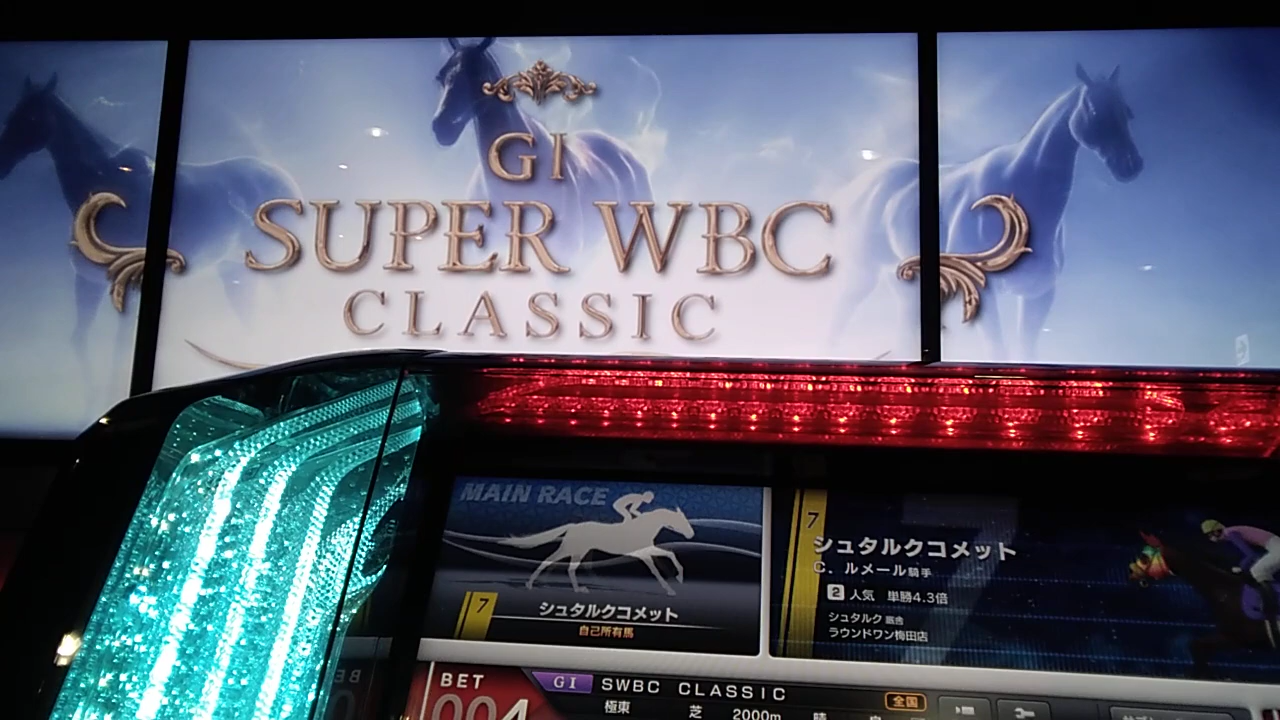 GI
SUPER WBC
CLASSIC
MAIN RACE
7
シュタルクコメット
自己所有馬
7
シュタルクコメット
C. ルメール騎手
2 人気 単勝4.3倍
シュタルク 厩舎
ラウンドワン梅田店
BET
004
GI SWBC CLASSIC 全国
極東 芝 2000m 晴 良